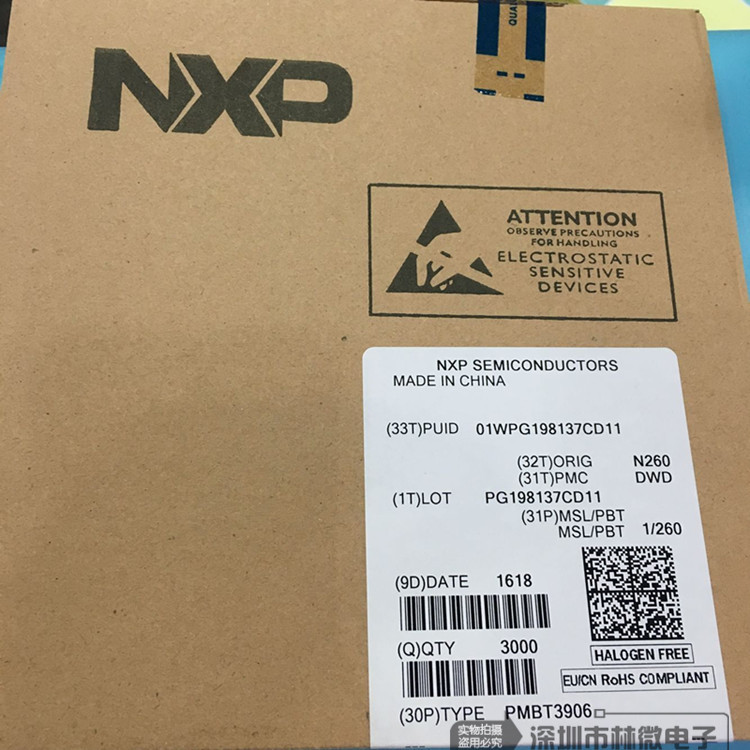 QUAL
NXP
ATTENTION
OBSERVE PRECAUTIONS
FOR HANDLING
ELECTROSTATIC
SENSITIVE
DEVICES
NXP SEMICONDUCTORS
MADE IN CHINA
(33T)PUID 01WPG198137CD11
(32T)ORIG N260
(31T)PMC DWD
(1T)LOT PG198137CD11
(31P)MSL/PBT
MSL/PBT 1/260
(9D)DATE 1618
(Q)QTY 3000
HALOGEN FREE
EU/CN RoHS COMPLIANT
(30P)TYPE PMBT3906
实物拍摄
盗用必究
深圳市林微电子